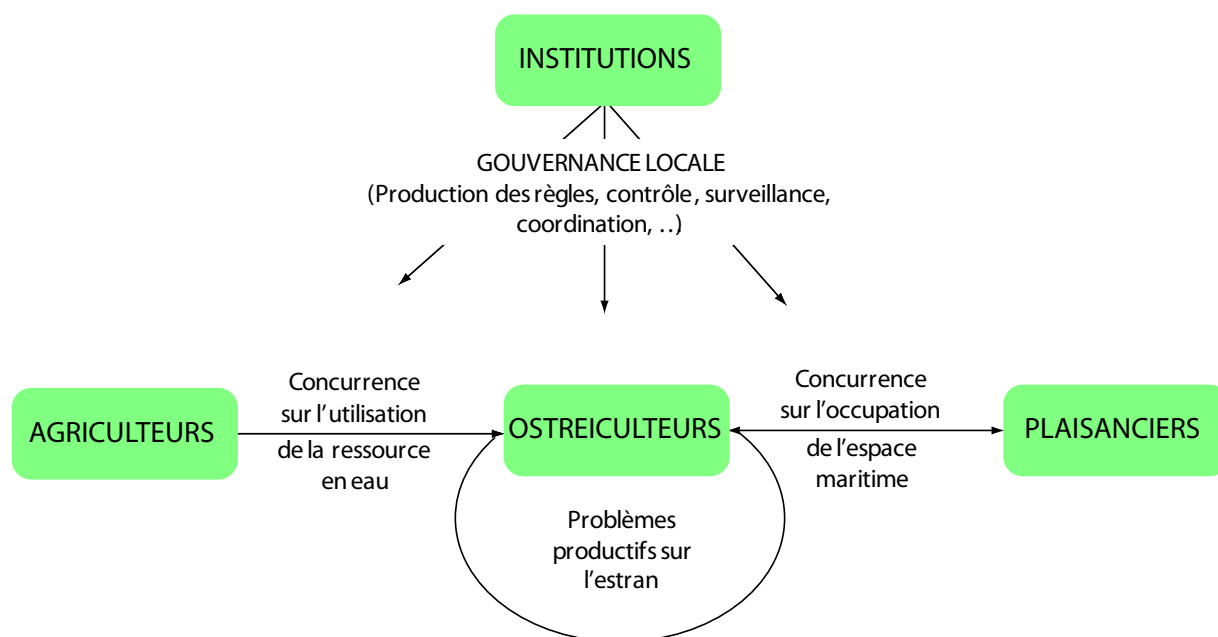 INSTITUTIONS
GOUVERNANCE LOCALE
(Production des règles, contrôle, surveillance,
coordination, ...)
Concurrence
sur l'utilisation
de la ressource
en eau
Concurrence
sur l'occupation
de l'espace
maritime
AGRICULTEURS
OSTREICULTEURS
PLAISANCIERS
Problèmes
productifs sur
l'estran